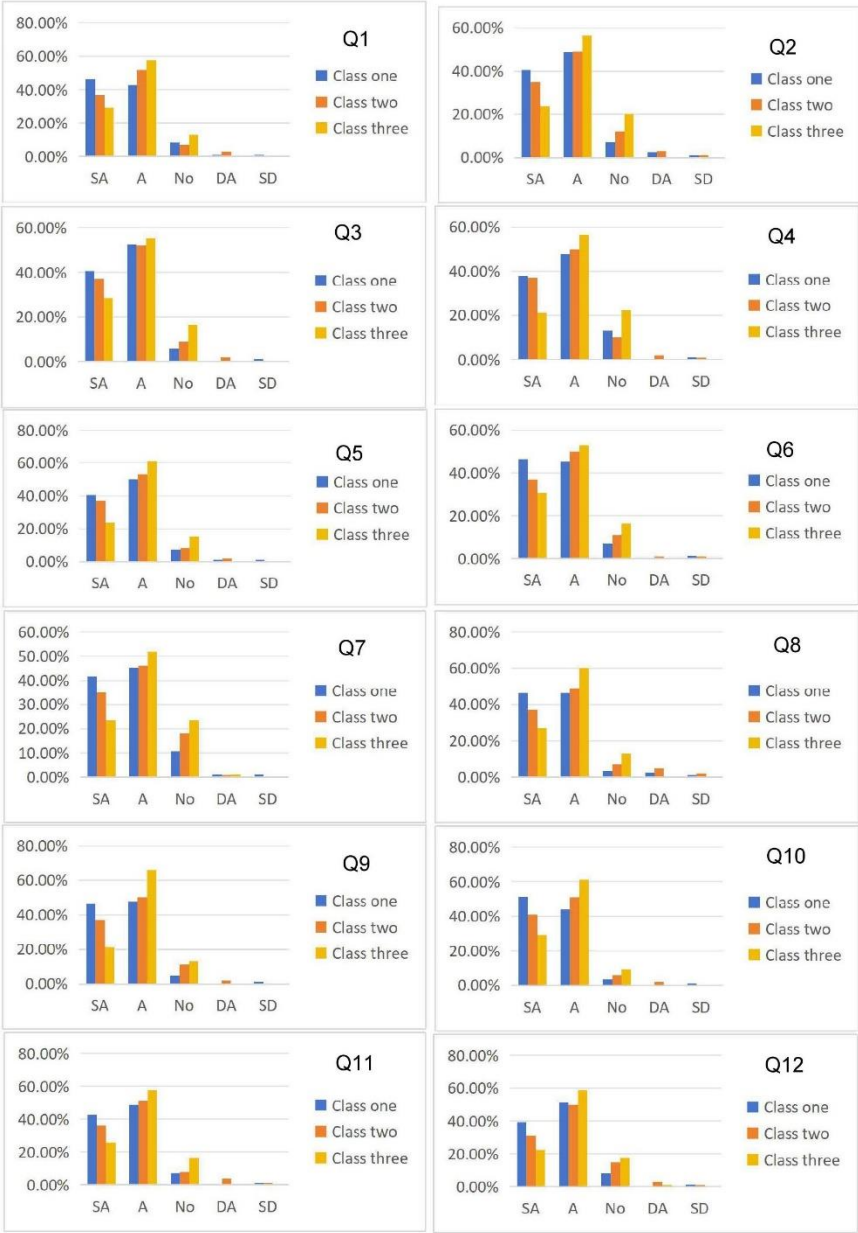 Q1
80.00%
60.00%
40.00%
20.00%
0.00%
SA A No DA SD
Class one
Class two
Class three
Q2
60.00%
40.00%
20.00%
0.00%
SA A No DA SD
Class one
Class two
Class three
Q3
60.00%
40.00%
20.00%
0.00%
SA A No DA SD
Class one
Class two
Class three
Q4
60.00%
40.00%
20.00%
0.00%
SA A No DA SD
Class one
Class two
Class three
Q5
80.00%
60.00%
40.00%
20.00%
0.00%
SA A No DA SD
Class one
Class two
Class three
Q6
60.00%
40.00%
20.00%
0.00%
SA A No DA SD
Class one
Class two
Class three
Q7
60.00%
50.00%
40.00%
30.00%
20.00%
10.00%
0.00%
SA A No DA SD
Class one
Class two
Class three
Q8
80.00%
60.00%
40.00%
20.00%
0.00%
SA A No DA SD
Class one
Class two
Class three
Q9
80.00%
60.00%
40.00%
20.00%
0.00%
SA A No DA SD
Class one
Class two
Class three
Q10
80.00%
60.00%
40.00%
20.00%
0.00%
SA A No DA SD
Class one
Class two
Class three
Q11
80.00%
60.00%
40.00%
20.00%
0.00%
SA A No DA SD
Class one
Class two
Class three
Q12
80.00%
60.00%
40.00%
20.00%
0.00%
SA A No DA SD
Class one
Class two
Class three